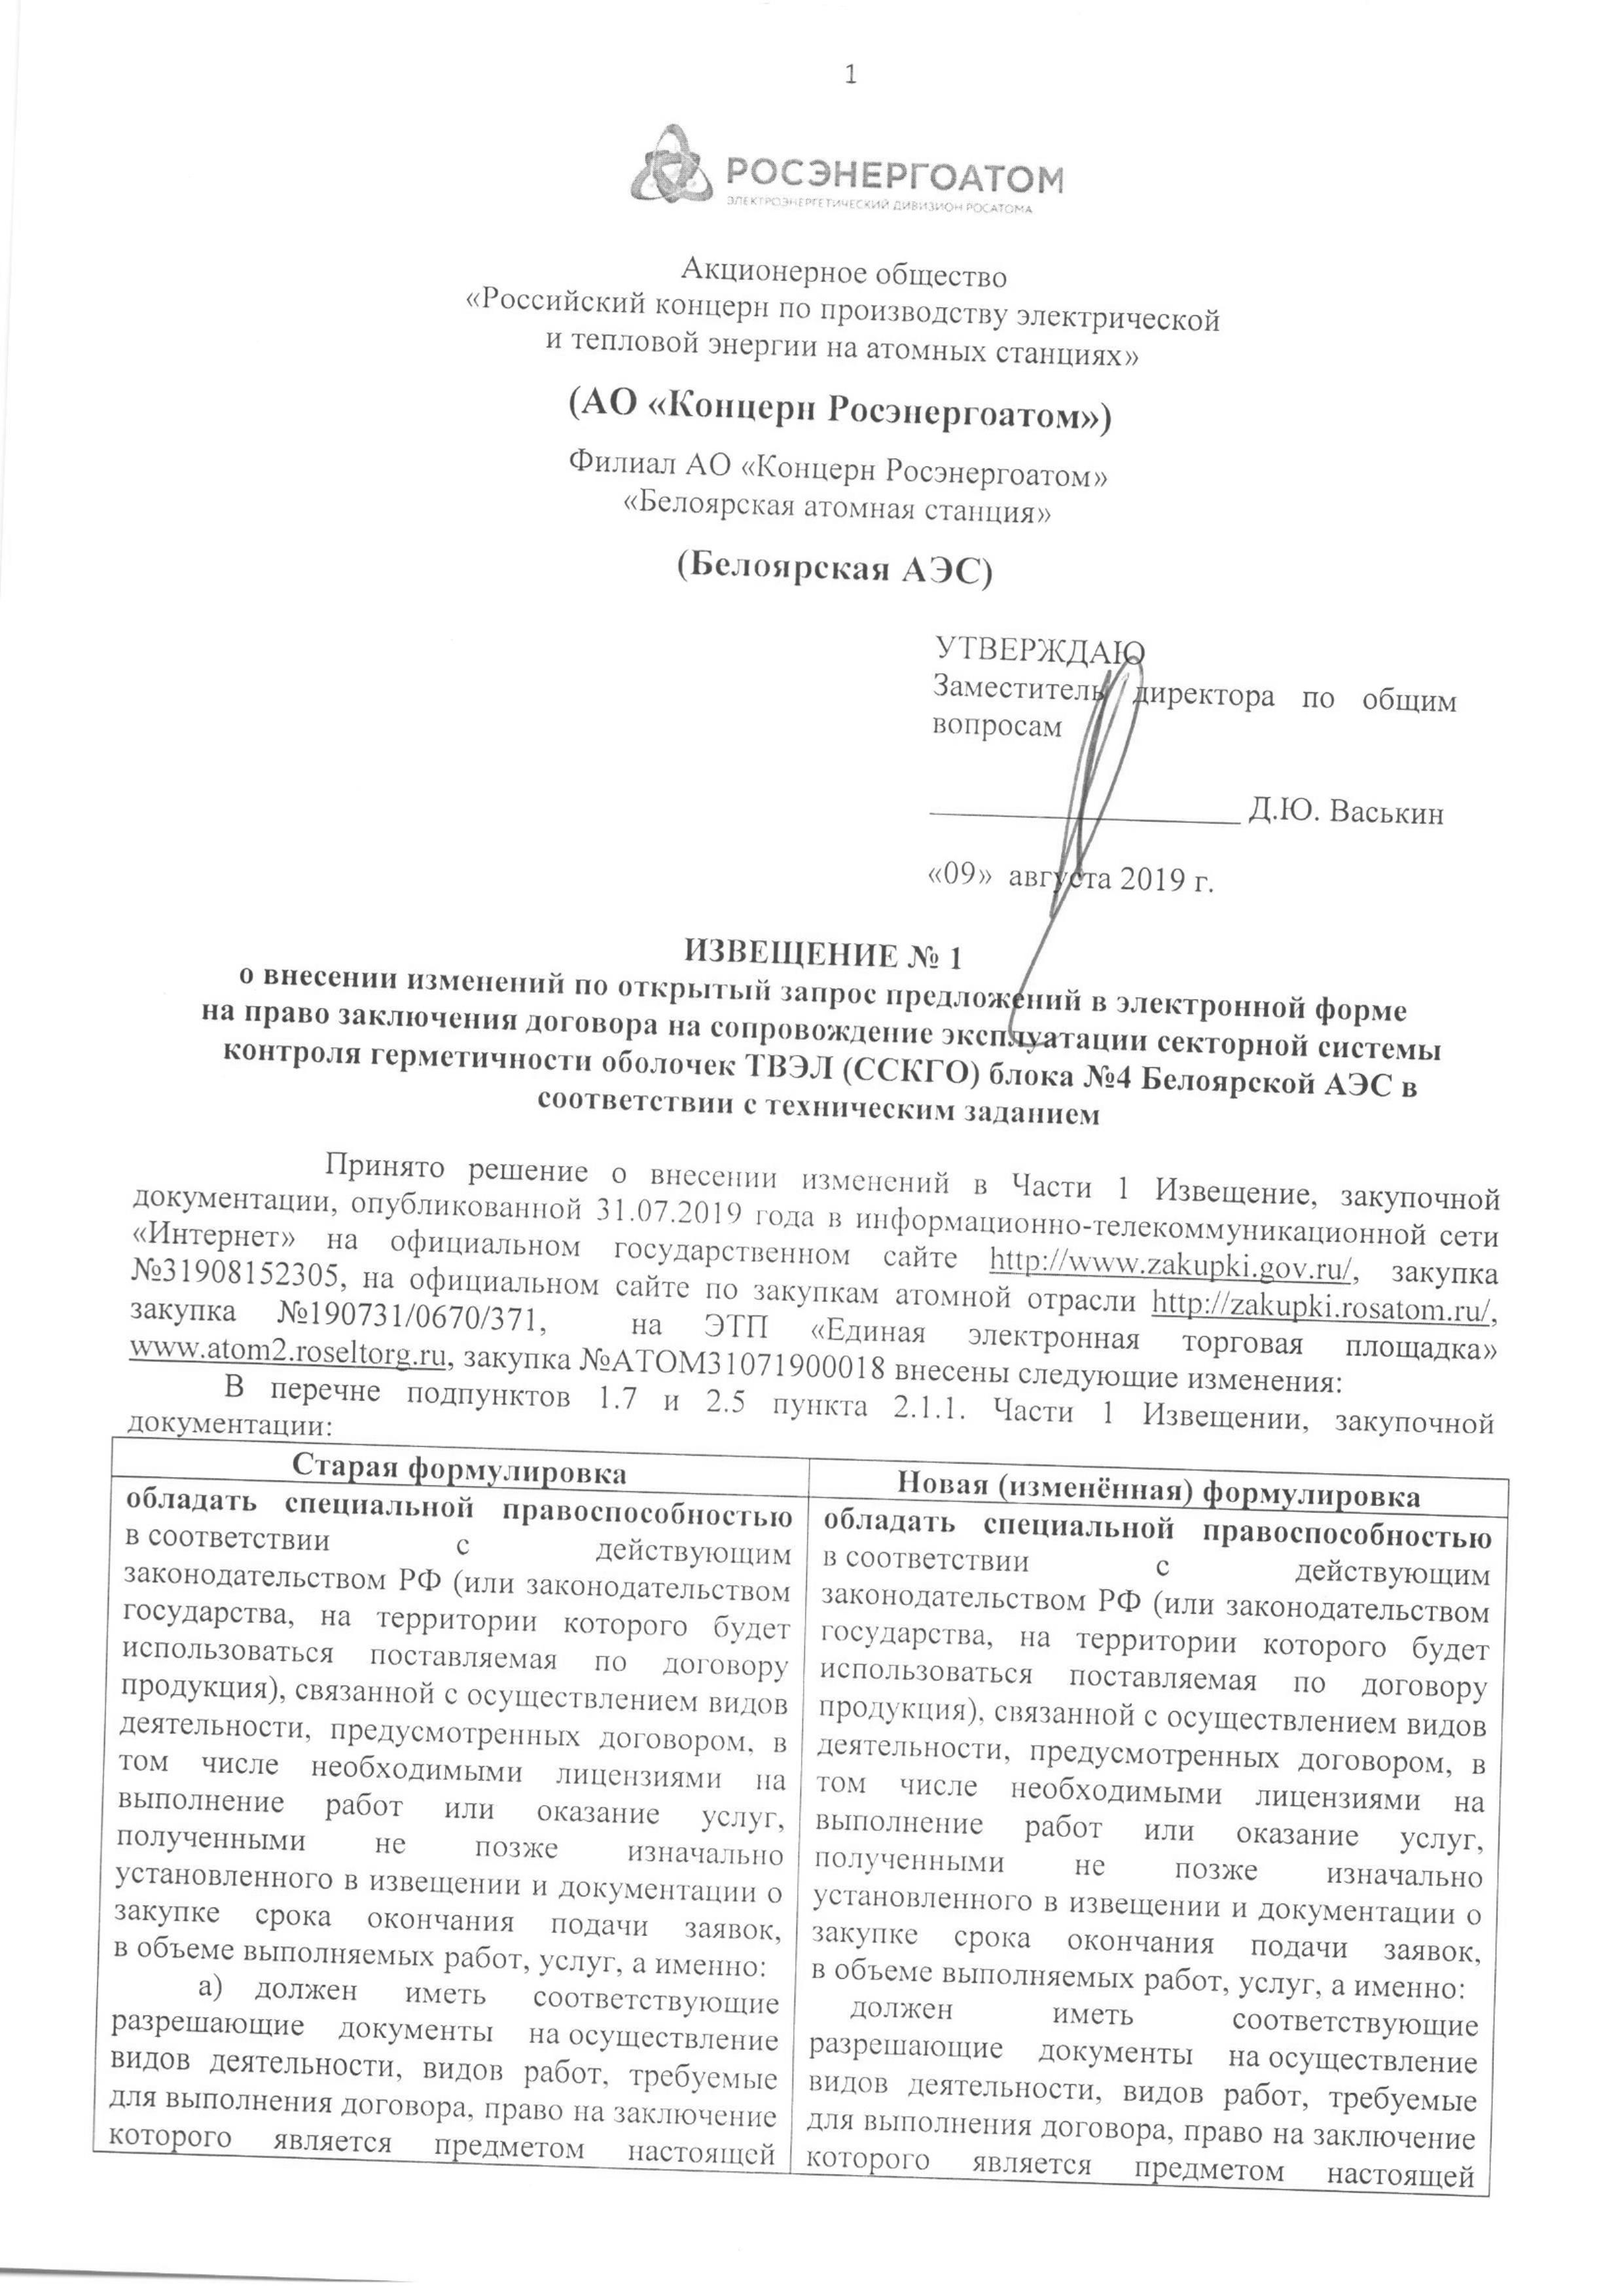 1
РОСЭНЕРГОАТОМ
ЭЛЕКТРОЭНЕРГЕТИЧЕСКИЙ ДИВИЗИОН РОСАТОМА
Акционерное общество
«Российский концерн по производству электрической
и тепловой энергии на атомных станциях»
(АО «Концерн Росэнергоатом»)
Филиал АО «Концерн Росэнергоатом»
«Белоярская атомная станция»
(Белоярская АЭС)
УТВЕРЖДАЮ
Заместитель директора по общим
вопросам
Д.Ю. Васькин
«09» августа 2019 г.
ИЗВЕЩЕНИЕ № 1
о внесении изменений по открытый запрос предложений в электронной форме
на право заключения договора на сопровождение эксплуатации секторной системы
контроля герметичности оболочек ТВЭЛ (ССКГО) блока №4 Белоярской АЭС в
соответствии с техническим заданием
Принято решение о внесении изменений в Части 1 Извещение, закупочной
документации, опубликованной 31.07.2019 года в информационно-телекоммуникационной сети
«Интернет» на официальном государственном сайте http://www.zakupki.gov.ru/, закупка
№31908152305, на официальном сайте по закупкам атомной отрасли http://zakupki.rosatom.ru/,
закупка №190731/0670/371, на ЭТП «Единая электронная торговая площадка»
www.atom2.roseltorg.ru, закупка №АТОМ31071900018 внесены следующие изменения:
В перечне подпунктов 1.7 и 2.5 пункта 2.1.1. Части 1 Извещении, закупочной
документации:
Старая формулировка
обладать специальной правоспособностью
в соответствии с действующим
законодательством РФ (или законодательством
государства, на территории которого будет
использоваться поставляемая по договору
продукция), связанной с осуществлением видов
деятельности, предусмотренных договором, в
том числе необходимыми лицензиями на
выполнение работ или оказание услуг,
полученными не позже изначально
установленного в извещении и документации о
закупке срока окончания подачи заявок,
в объеме выполняемых работ, услуг, а именно:
а) должен иметь соответствующие
разрешающие документы на осуществление
видов деятельности, видов работ, требуемые
для выполнения договора, право на заключение
которого является предметом настоящей
Новая (изменённая) формулировка
обладать специальной правоспособностью
в соответствии с действующим
законодательством РФ (или законодательством
государства, на территории которого будет
использоваться поставляемая по договору
продукция), связанной с осуществлением видов
деятельности, предусмотренных договором, в
том числе необходимыми лицензиями на
выполнение работ или оказание услуг,
полученными не позже изначально
установленного в извещении и документации о
закупке срока окончания подачи заявок,
в объеме выполняемых работ, услуг, а именно:
должен иметь соответствующие
разрешающие документы на осуществление
видов деятельности, видов работ, требуемые
для выполнения договора, право на заключение
которого является предметом настоящей